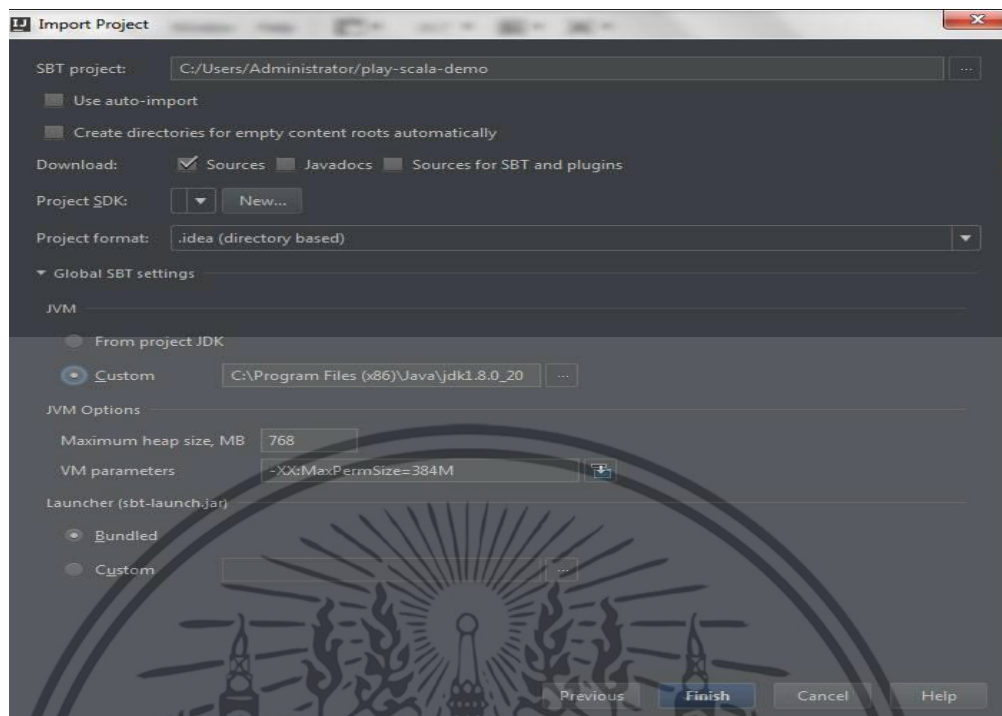 Import Project
SBT project: C:/Users/Administrator/play-scala-demo ...
Use auto-import
Create directories for empty content roots automatically
Download: Sources Javadocs Sources for SBT and plugins
Project SDK: New...
Project format: .idea (directory based)
Global SBT settings
JVM
From project JDK
Custom C:\Program Files (x86)\Java\jdk1.8.0_20 ...
JVM Options
Maximum heap size, MB 768
VM parameters -XX:MaxPermSize=384M
Launcher (sbt-launch.jar)
Bundled
Custom ...
Previous Finish Cancel Help